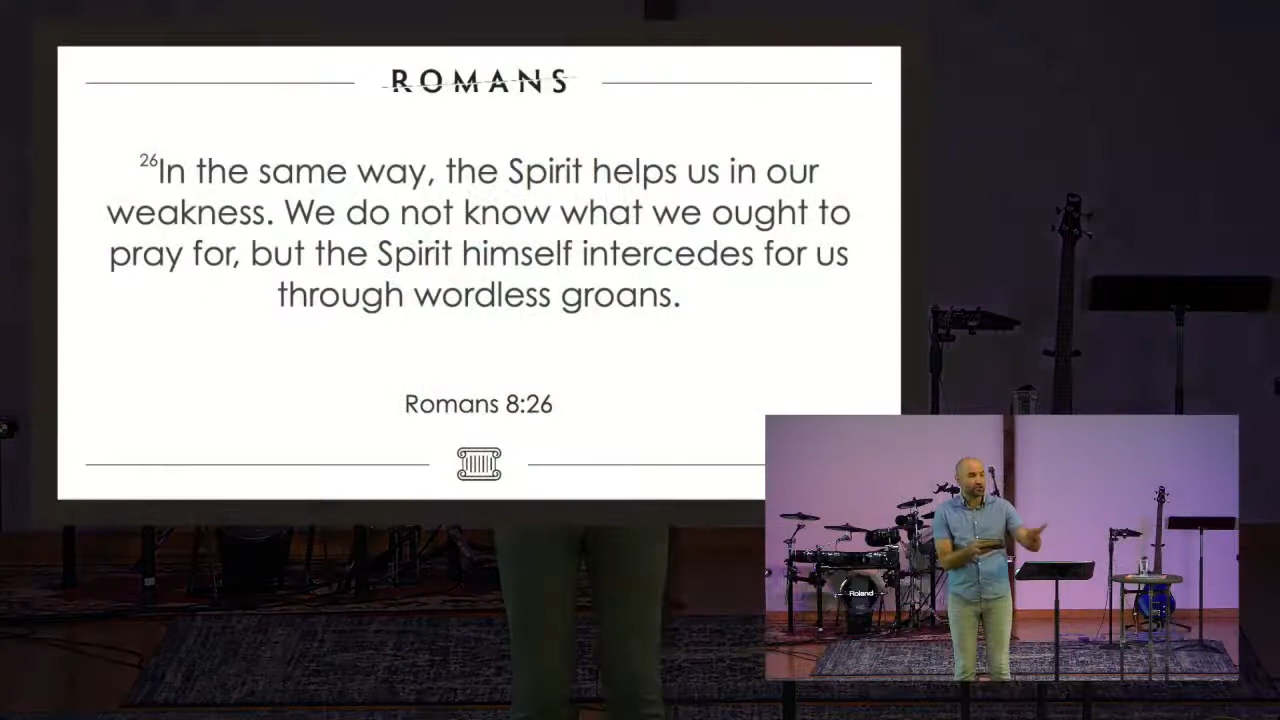 ROMANS
26In the same way, the Spirit helps us in our
weakness. We do not know what we ought to
pray for, but the Spirit himself intercedes for us
through wordless groans.
Romans 8:26
Roland